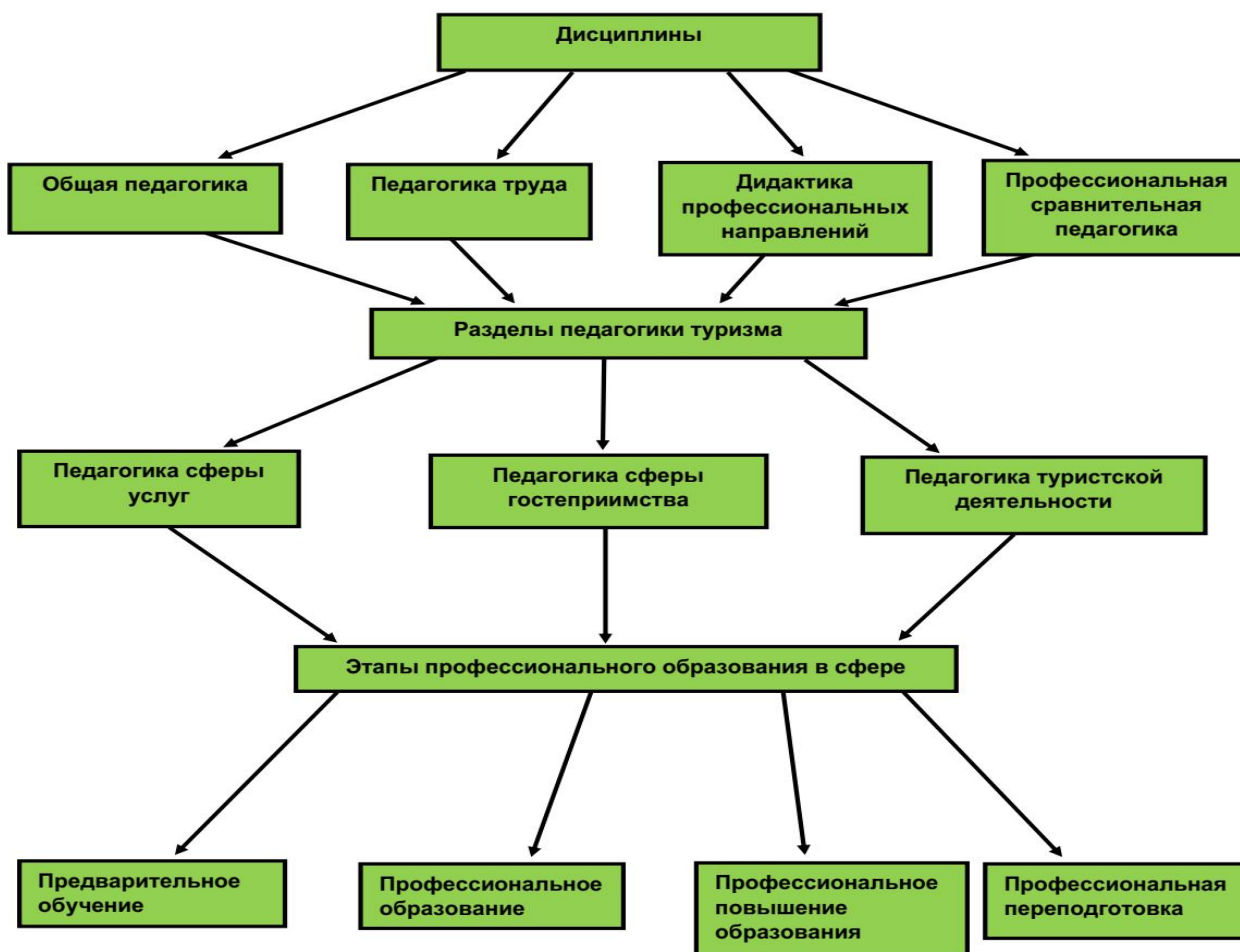 Дисциплины
Общая педагогика
Педагогика труда
Дидактика
профессиональных
направлений
Профессиональная
сравнительная
педагогика
Разделы педагогики туризма
Педагогика сферы
услуг
Педагогика сферы
гостеприимства
Педагогика туристской
деятельности
Этапы профессионального образования в сфере
Предварительное
обучение
Профессиональное
образование
Профессиональное
повышение
образования
Профессиональная
переподготовка